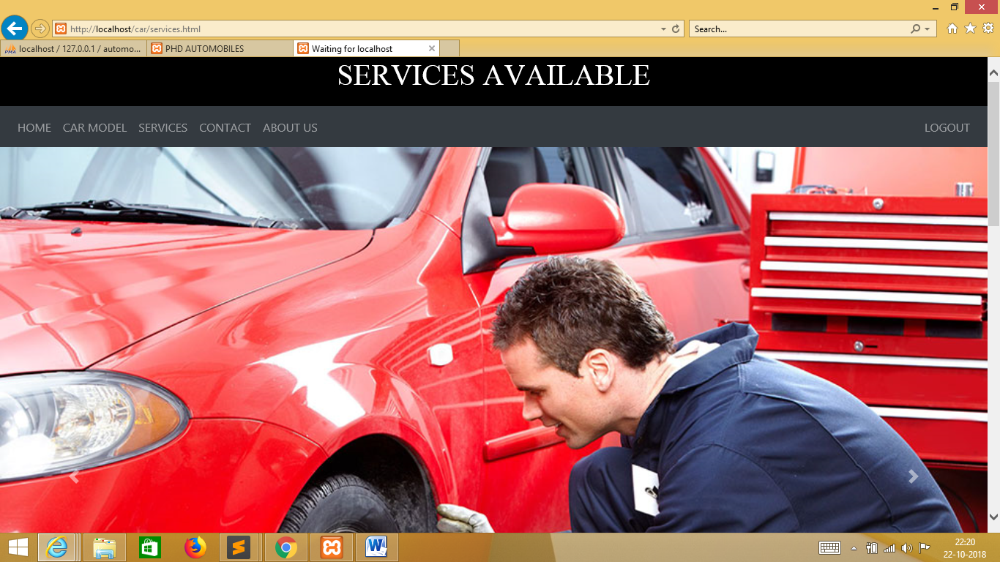 http://localhost/car/services.html
Search...
localhost / 127.0.0.1 / automo...
PHD AUTOMOBILES
Waiting for localhost
SERVICES AVAILABLE
HOME CAR MODEL SERVICES CONTACT ABOUT US LOGOUT
22:20
22-10-2018